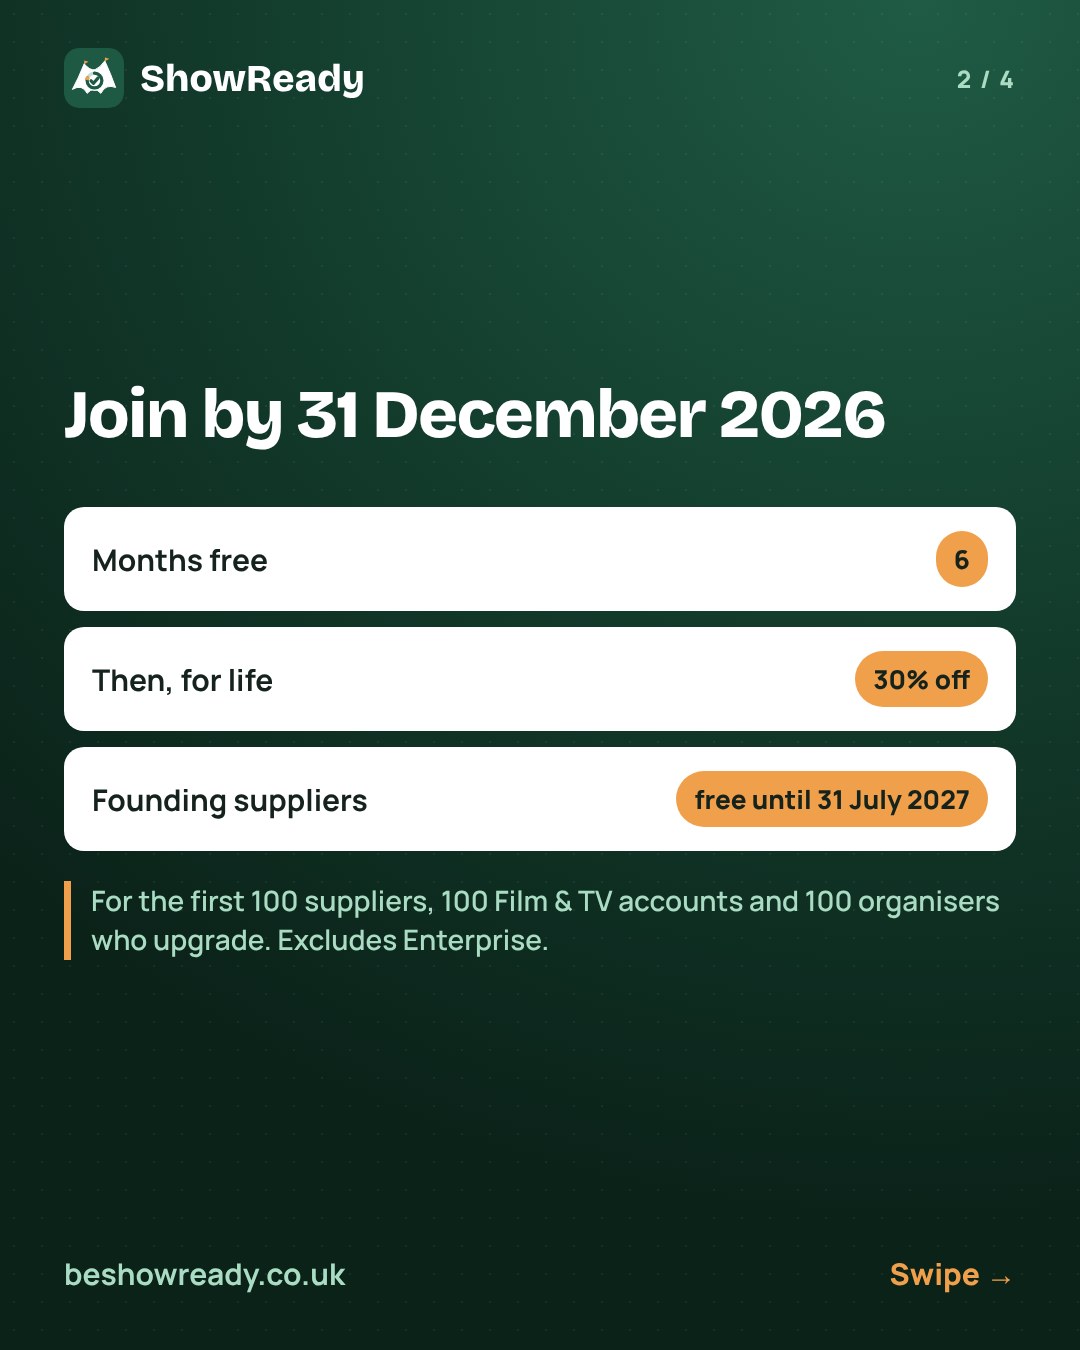 ShowReady
2 / 4
Join by 31 December 2026
Months free
6
Then, for life
30% off
Founding suppliers
free until 31 July 2027
For the first 100 suppliers, 100 Film & TV accounts and 100 organisers
who upgrade. Excludes Enterprise.
beshowready.co.uk
Swipe →